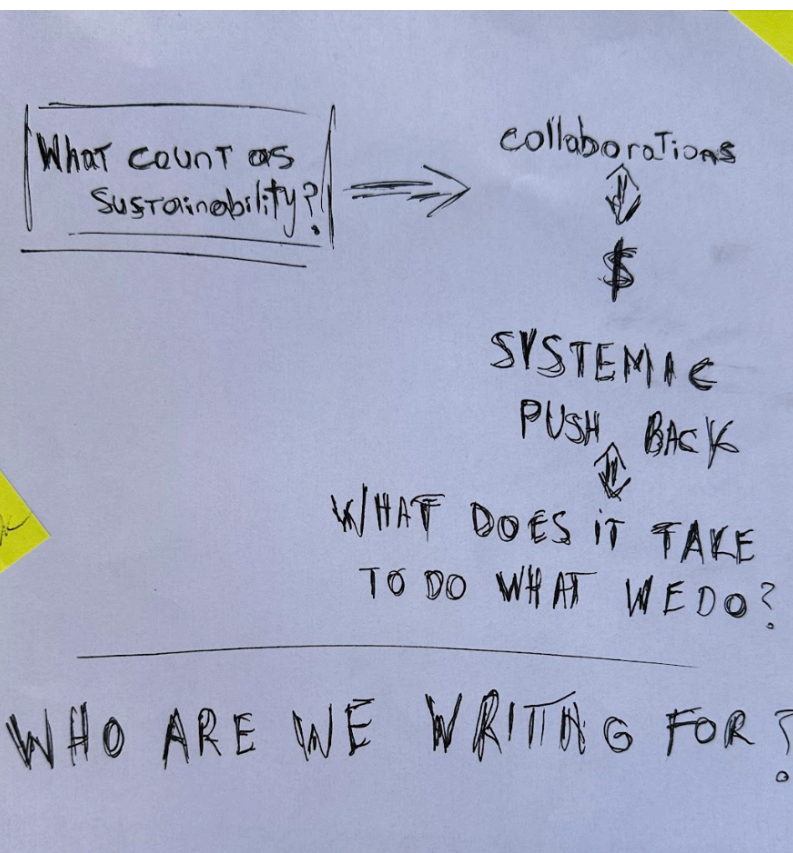 What count as
Sustainability?
collaborations
$
SYSTEMIC
PUSH BACK
WHAT DOES IT TAKE
TO DO WHAT WE DO?
WHO ARE WE WRITING FOR?